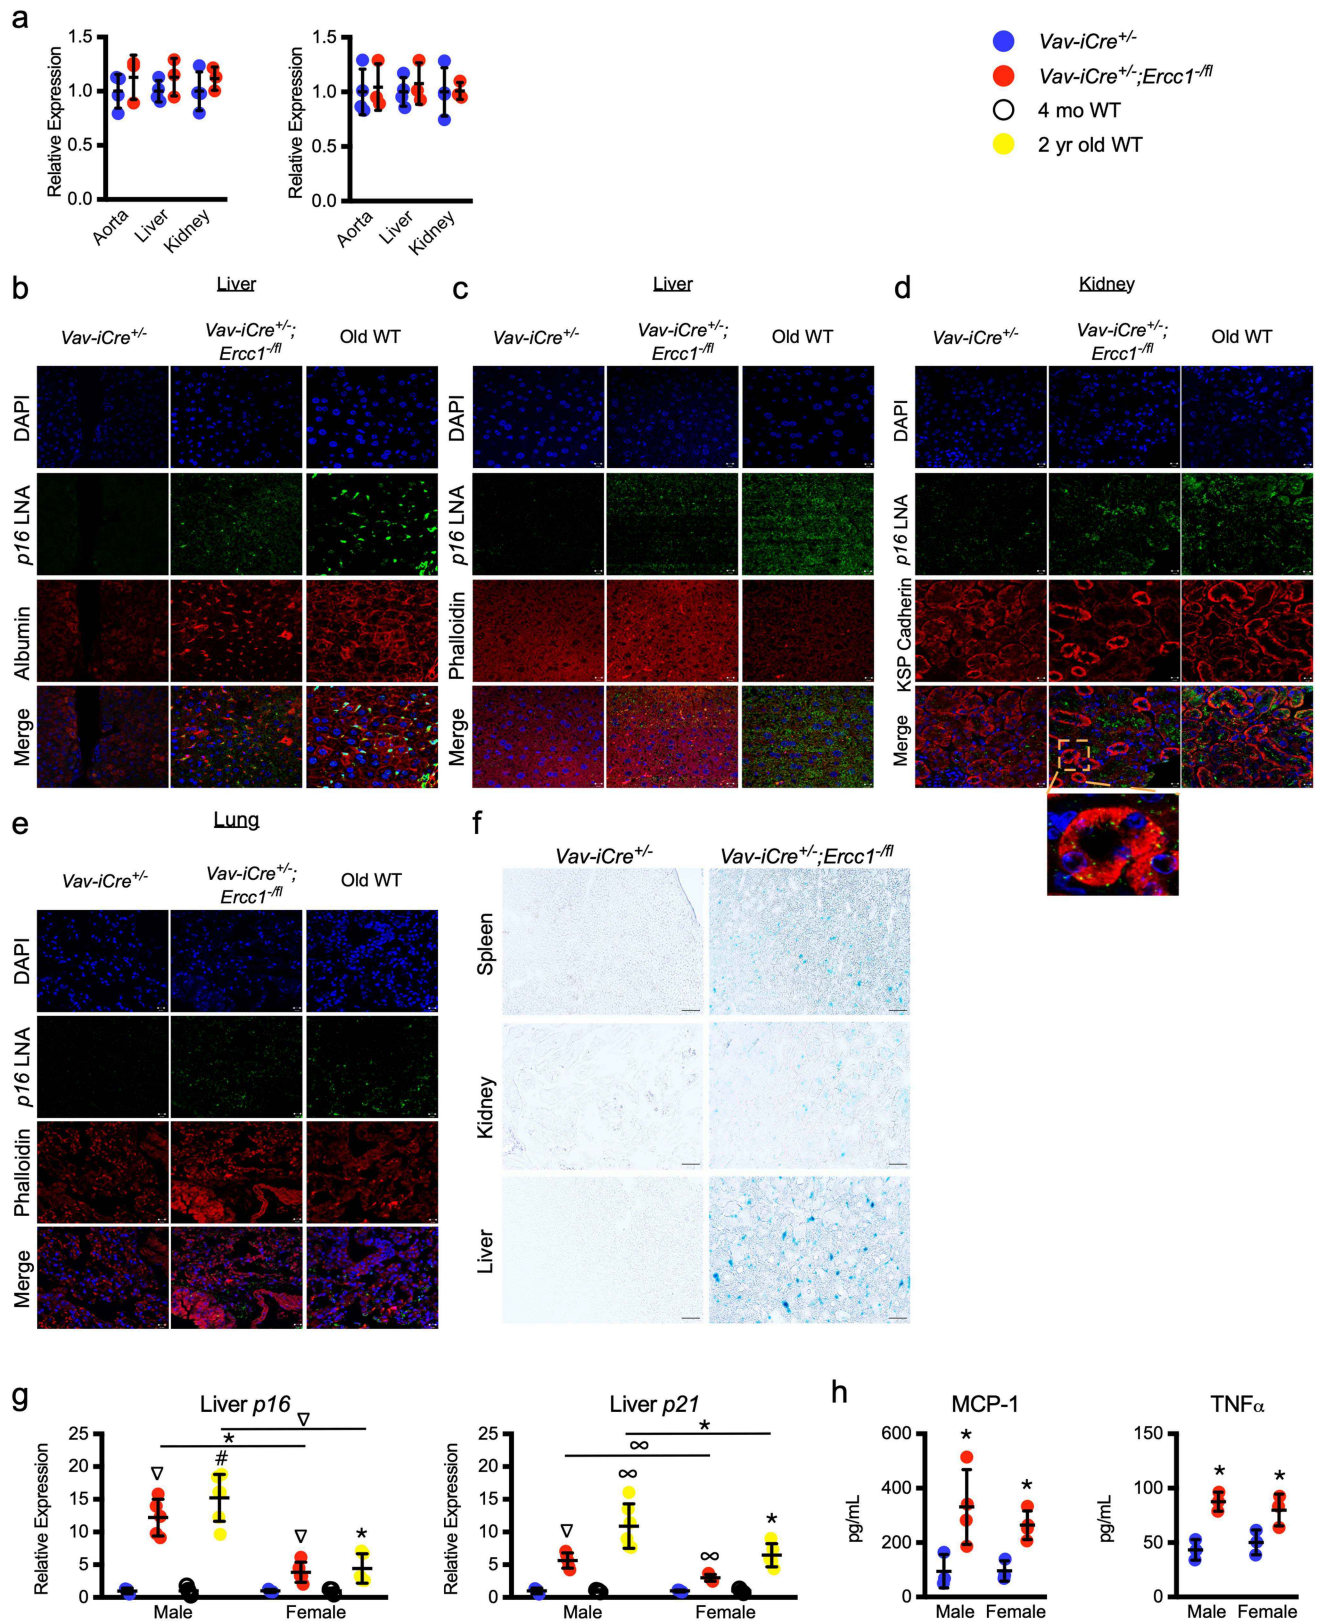 a
1.5
1.0
0.5
0.0
Relative Expression
Aorta
Liver
Kidney
1.5
1.0
0.5
0.0
Relative Expression
Aorta
Liver
Kidney
Vav-iCre+/-
Vav-iCre+/-;Ercc1-/fl
4 mo WT
2 yr old WT
b
Liver
Vav-iCre+/-
Vav-iCre+/-;
Ercc1-/fl
Old WT
DAPI
p16 LNA
Albumin
Merge
c
Liver
Vav-iCre+/-
Vav-iCre+/-;
Ercc1-/fl
Old WT
DAPI
p16 LNA
Phalloidin
Merge
d
Kidney
Vav-iCre+/-
Vav-iCre+/-;
Ercc1-/fl
Old WT
DAPI
p16 LNA
KSP Cadherin
Merge
e
Lung
Vav-iCre+/-
Vav-iCre+/-;
Ercc1-/fl
Old WT
DAPI
p16 LNA
Phalloidin
Merge
f
Vav-iCre+/-
Vav-iCre+/-;Ercc1-/fl
Spleen
Kidney
Liver
g
Liver p16
25
20
15
10
5
0
Relative Expression
∇
*
∇
#
∇
*
Male
Female
Liver p21
25
20
15
10
5
0
Relative Expression
*
∞
∇
∞
∞
*
Male
Female
h
MCP-1
600
400
200
0
pg/mL
*
*
Male
Female
TNFα
150
100
50
0
pg/mL
*
*
Male
Female